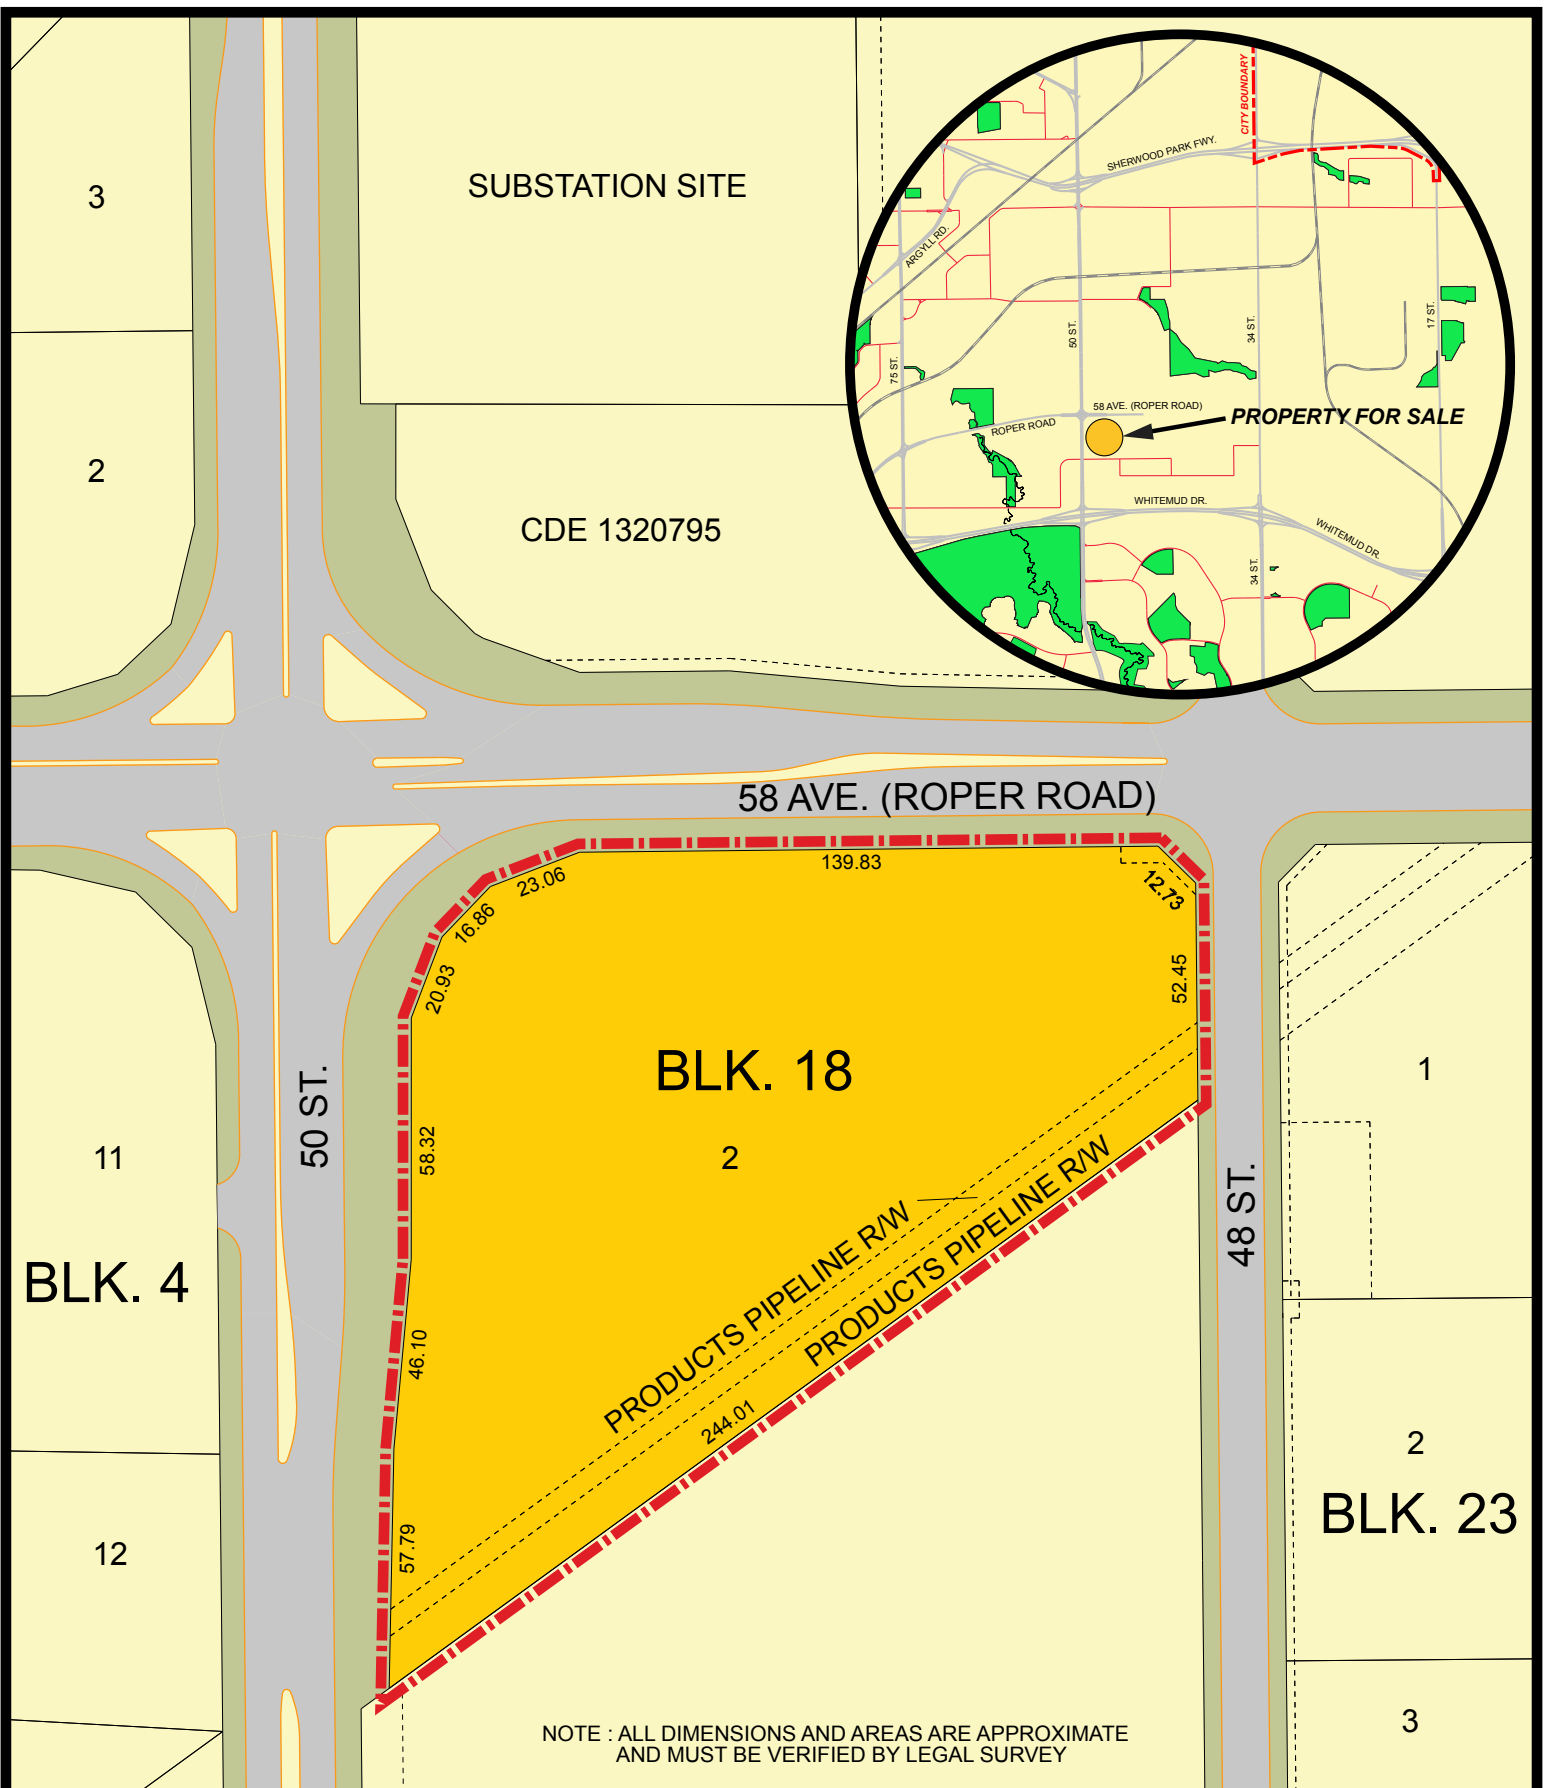 3
SUBSTATION SITE
2
CDE 1320795
CITY BOUNDARY
SHERWOOD PARK FWY.
ARGYLL RD.
50 ST.
34 ST.
17 ST.
75 ST.
58 AVE. (ROPER ROAD)
ROPER ROAD
PROPERTY FOR SALE
WHITEMUD DR.
WHITEMUD DR.
34 ST.
58 AVE. (ROPER ROAD)
139.83
23.06
12.73
16.86
20.93
52.45
BLK. 18
2
50 ST.
58.32
11
BLK. 4
1
48 ST.
PRODUCTS PIPELINE R/W
PRODUCTS PIPELINE R/W
46.10
244.01
57.79
12
2
BLK. 23
3
NOTE : ALL DIMENSIONS AND AREAS ARE APPROXIMATE
AND MUST BE VERIFIED BY LEGAL SURVEY